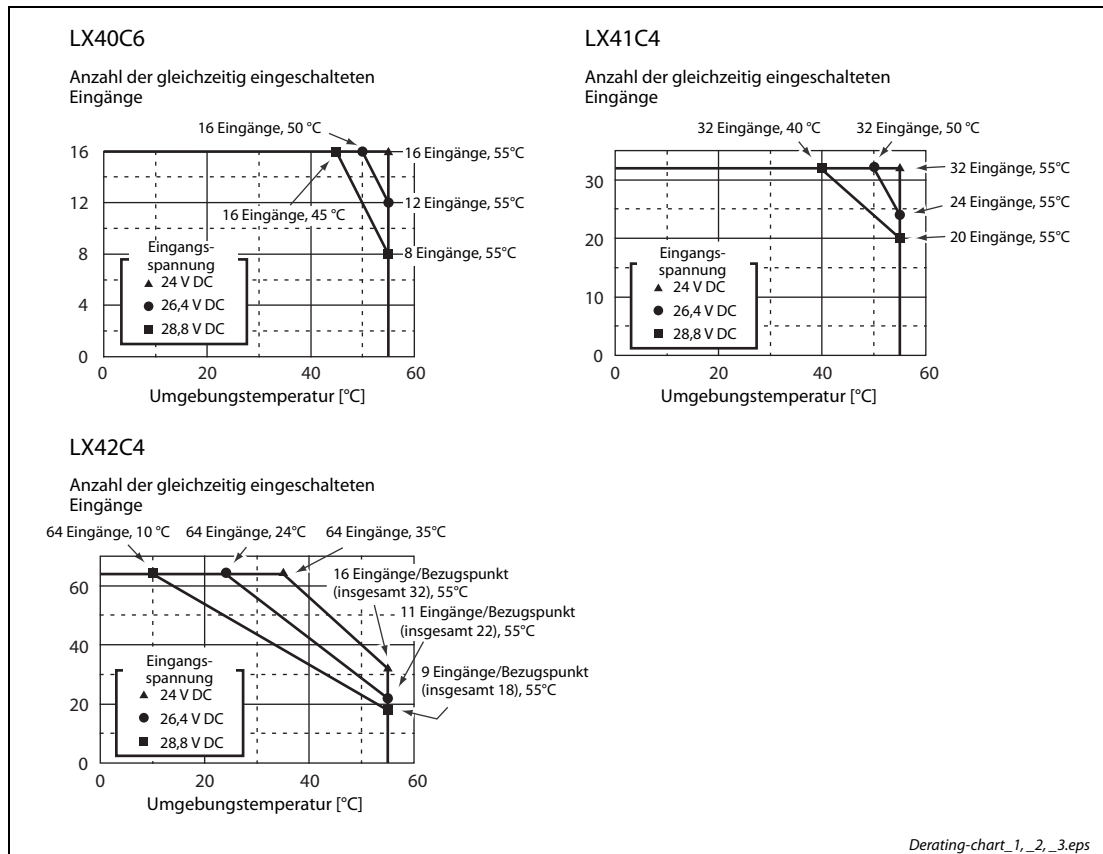 LX40C6
Anzahl der gleichzeitig eingeschalteten
Eingänge
16 Eingänge, 50 °C
16
12
8
4
0
16 Eingänge, 55°C
12 Eingänge, 55°C
16 Eingänge, 45 °C
8 Eingänge, 55°C
Eingangs-
spannung
24 V DC
26,4 V DC
28,8 V DC
0 20 40 60
Umgebungstemperatur [°C]
LX41C4
Anzahl der gleichzeitig eingeschalteten
Eingänge
32 Eingänge, 40 °C 32 Eingänge, 50 °C
30
20
10
0
32 Eingänge, 55°C
24 Eingänge, 55°C
20 Eingänge, 55°C
Eingangs-
spannung
24 V DC
26,4 V DC
28,8 V DC
0 20 40 60
Umgebungstemperatur [°C]
LX42C4
Anzahl der gleichzeitig eingeschalteten
Eingänge
64 Eingänge, 10 °C 64 Eingänge, 24°C 64 Eingänge, 35°C
60
40
20
0
16 Eingänge/Bezugspunkt
(insgesamt 32), 55°C
11 Eingänge/Bezugspunkt
(insgesamt 22), 55°C
9 Eingänge/Bezugspunkt
(insgesamt 18), 55°C
Eingangs-
spannung
24 V DC
26,4 V DC
28,8 V DC
0 20 40 60
Umgebungstemperatur [°C]
Derating-chart_1, _2, _3.eps